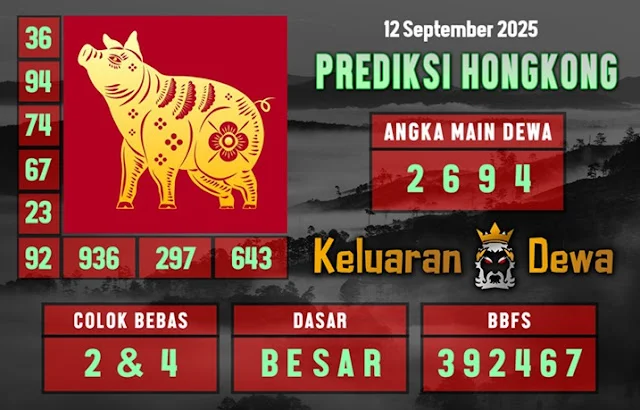 12 September 2025
PREDIKSI HONGKONG
36
94
74
67
23
92 936 297 643
ANGKA MAIN DEWA
2 6 9 4
Keluaran Dewa
COLOK BEBAS
2 & 4
DASAR
BESAR
BBFS
392467